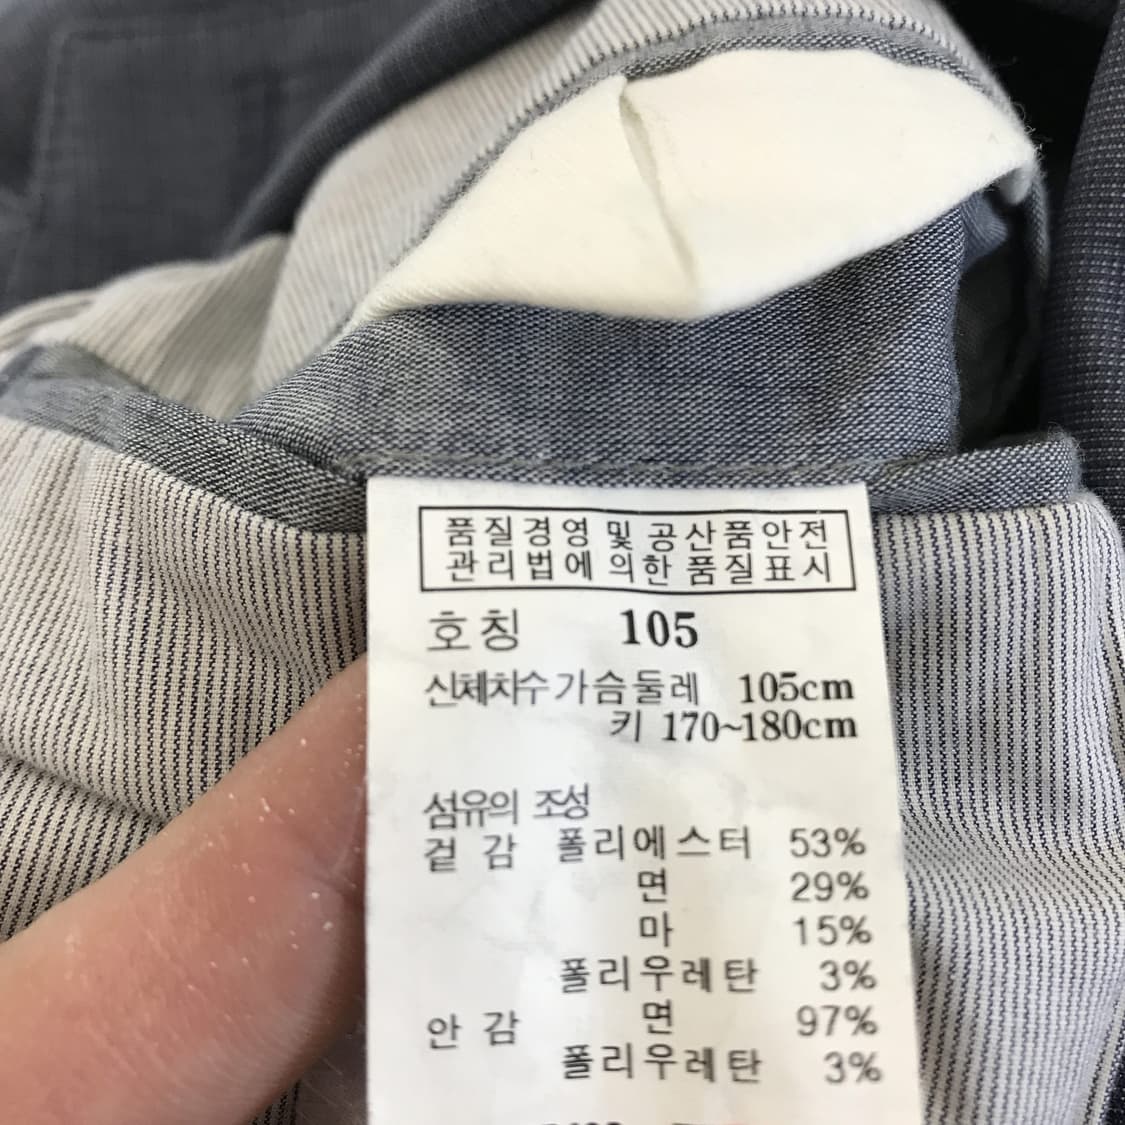 품질경영 및 공산품안전
관리법에 의한 품질표시
호칭 105
신체치수 가슴둘레 105cm
키 170~180cm
섬유의 조성
겉 감 폴리에스터 53%
면 29%
마 15%
폴리우레탄 3%
안 감 면 97%
폴리우레탄 3%